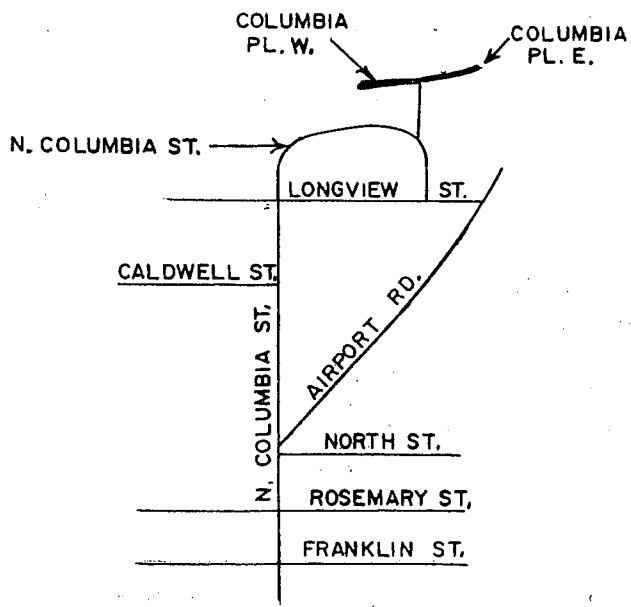 COLUMBIA
PL. W.
COLUMBIA
PL. E.
N. COLUMBIA ST.
LONGVIEW ST.
CALDWELL ST.
N. COLUMBIA ST.
AIRPORT RD.
NORTH ST.
ROSEMARY ST.
FRANKLIN ST.